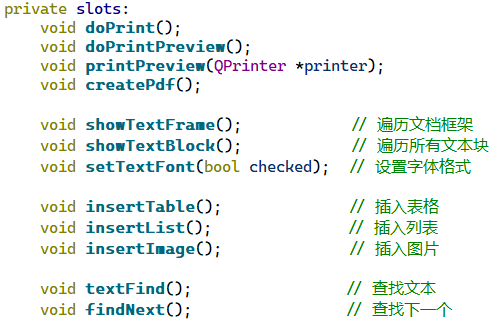 private slots:
    void doPrint();
    void doPrintPreview();
    void printPreview(QPrinter *printer);
    void createPdf();

    void showTextFrame();              // 遍历文档框架
    void showTextBlock();              // 遍历所有文本块
    void setTextFont(bool checked);  // 设置字体格式

    void insertTable();                // 插入表格
    void insertList();                 // 插入列表
    void insertImage();                // 插入图片

    void textFind();                   // 查找文本
    void findNext();                   // 查找下一个